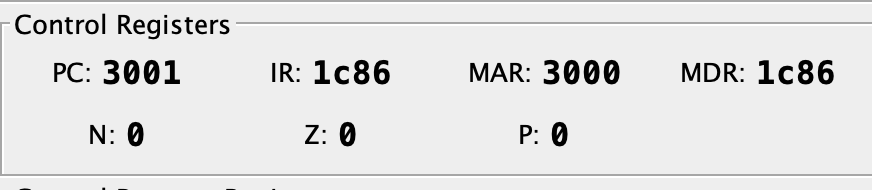 Control Registers
PC: 3001 IR: 1c86 MAR: 3000 MDR: 1c86
N: 0 Z: 0 P: 0